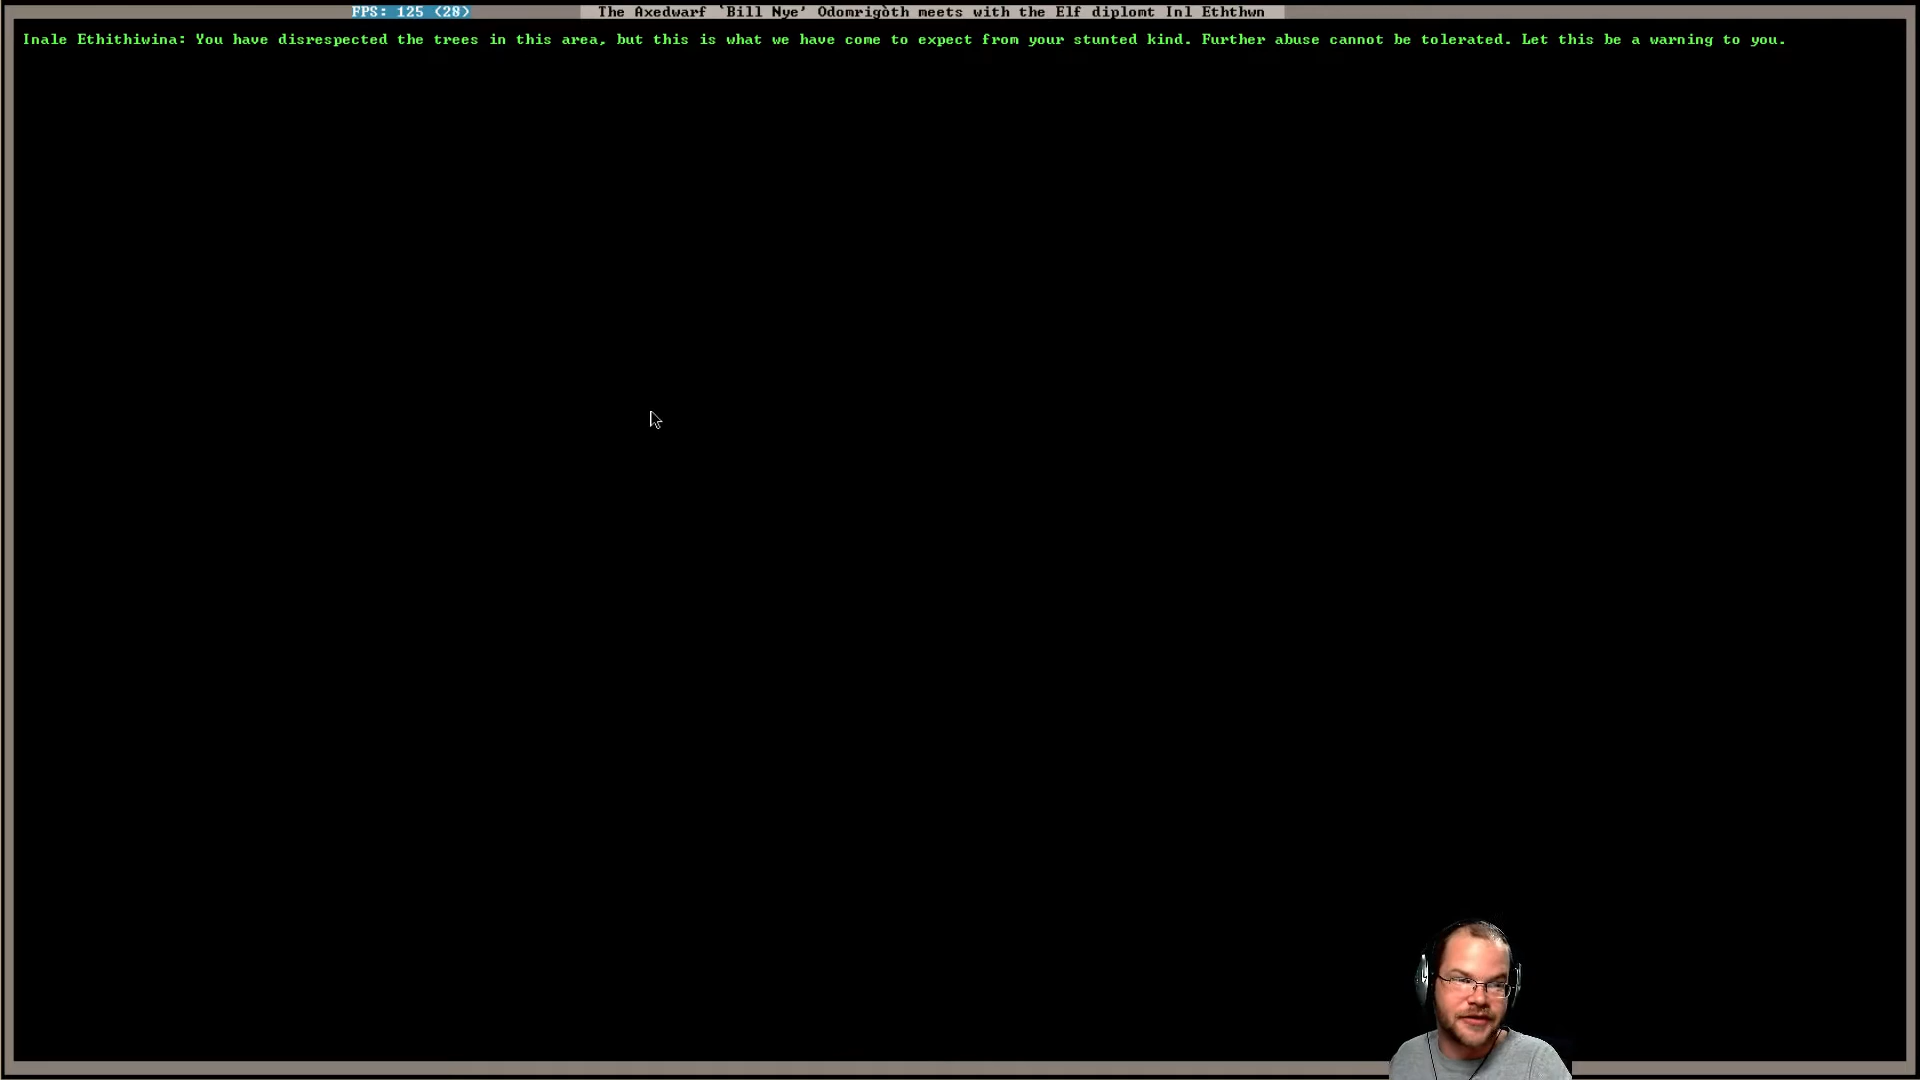 FPS: 125 (28) The Axedwarf `Bill Nye' Odomrigòth meets with the Elf diplomt Inl Eththwn
Inale Ethithiwina: You have disrespected the trees in this area, but this is what we have come to expect from your stunted kind. Further abuse cannot be tolerated. Let this be a warning to you.